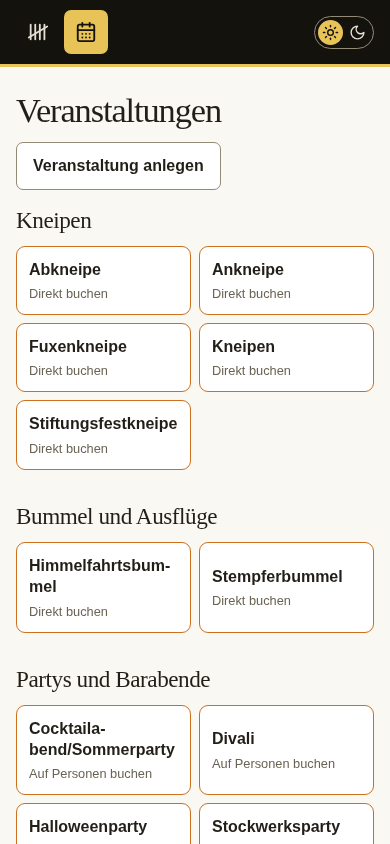 Veranstaltungen
Veranstaltung anlegen
Kneipen
Abkneipe
Direkt buchen
Ankneipe
Direkt buchen
Fuxenkneipe
Direkt buchen
Kneipen
Direkt buchen
Stiftungsfestkneipe
Direkt buchen
Bummel und Ausflüge
Himmelfahrtsbum-
mel
Direkt buchen
Stempferbummel
Direkt buchen
Partys und Barabende
Cocktaila-
bend/Sommerparty
Auf Personen buchen
Divali
Auf Personen buchen
Halloweenparty
Stockwerksparty